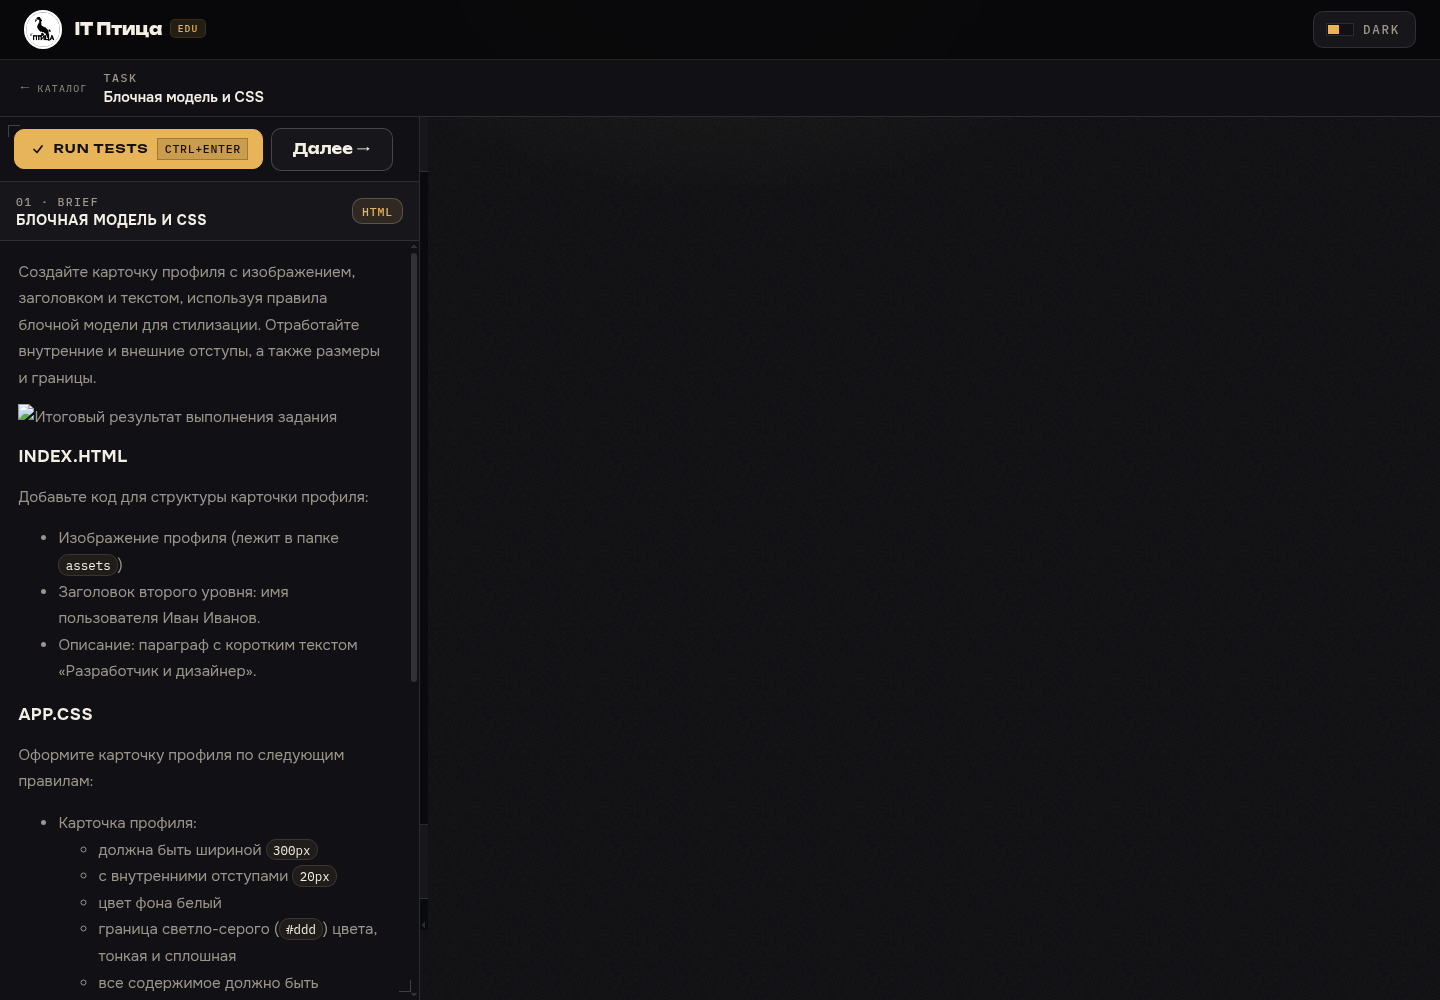 IT Птица EDU
DARK
← КАТАЛОГ
TASK
Блочная модель и CSS
RUN TESTS CTRL+ENTER
Далее →
01 · BRIEF
БЛОЧНАЯ МОДЕЛЬ И CSS
HTML
Создайте карточку профиля с изображением,
заголовком и текстом, используя правила
блочной модели для стилизации. Отработайте
внутренние и внешние отступы, а также размеры
и границы.
Итоговый результат выполнения задания
INDEX.HTML
Добавьте код для структуры карточки профиля:
Изображение профиля (лежит в папке
assets)
Заголовок второго уровня: имя
пользователя Иван Иванов.
Описание: параграф с коротким текстом
«Разработчик и дизайнер».
APP.CSS
Оформите карточку профиля по следующим
правилам:
Карточка профиля:
должна быть шириной 300px
с внутренними отступами 20px
цвет фона белый
граница светло-серого (#ddd) цвета,
тонкая и сплошная
все содержимое должно быть